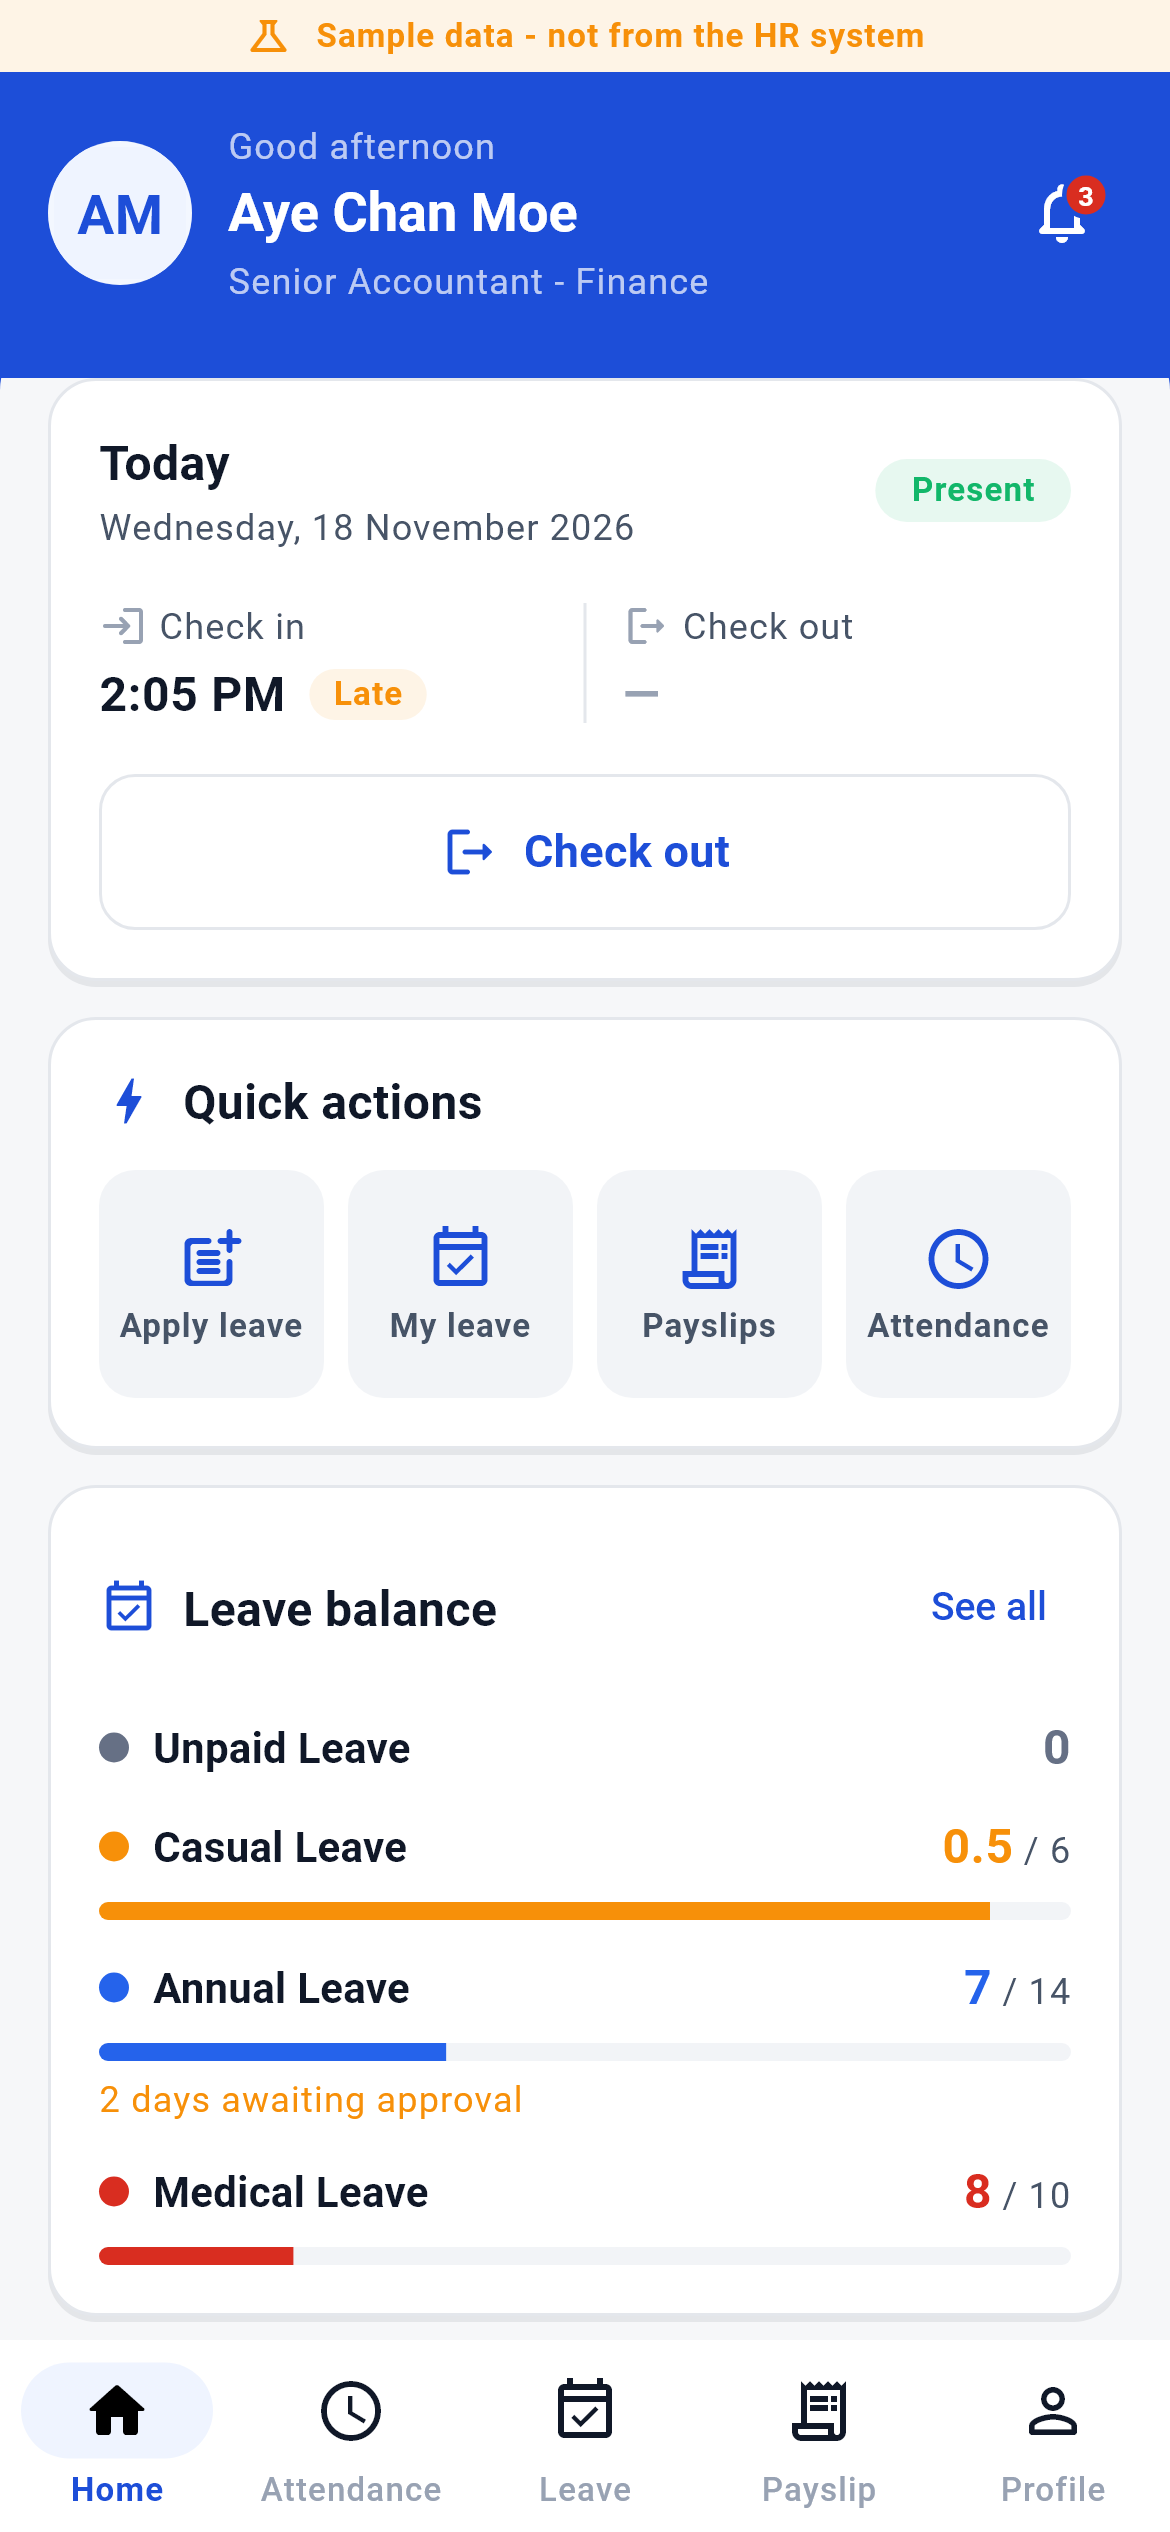 Sample data - not from the HR system
AM
Good afternoon
Aye Chan Moe
Senior Accountant - Finance
3
Today
Wednesday, 18 November 2026
Present
Check in
2:05 PM
Late
Check out
—
Check out
Quick actions
Apply leave
My leave
Payslips
Attendance
Leave balance
See all
Unpaid Leave
0
Casual Leave
0.5 / 6
Annual Leave
7 / 14
2 days awaiting approval
Medical Leave
8 / 10
Home
Attendance
Leave
Payslip
Profile